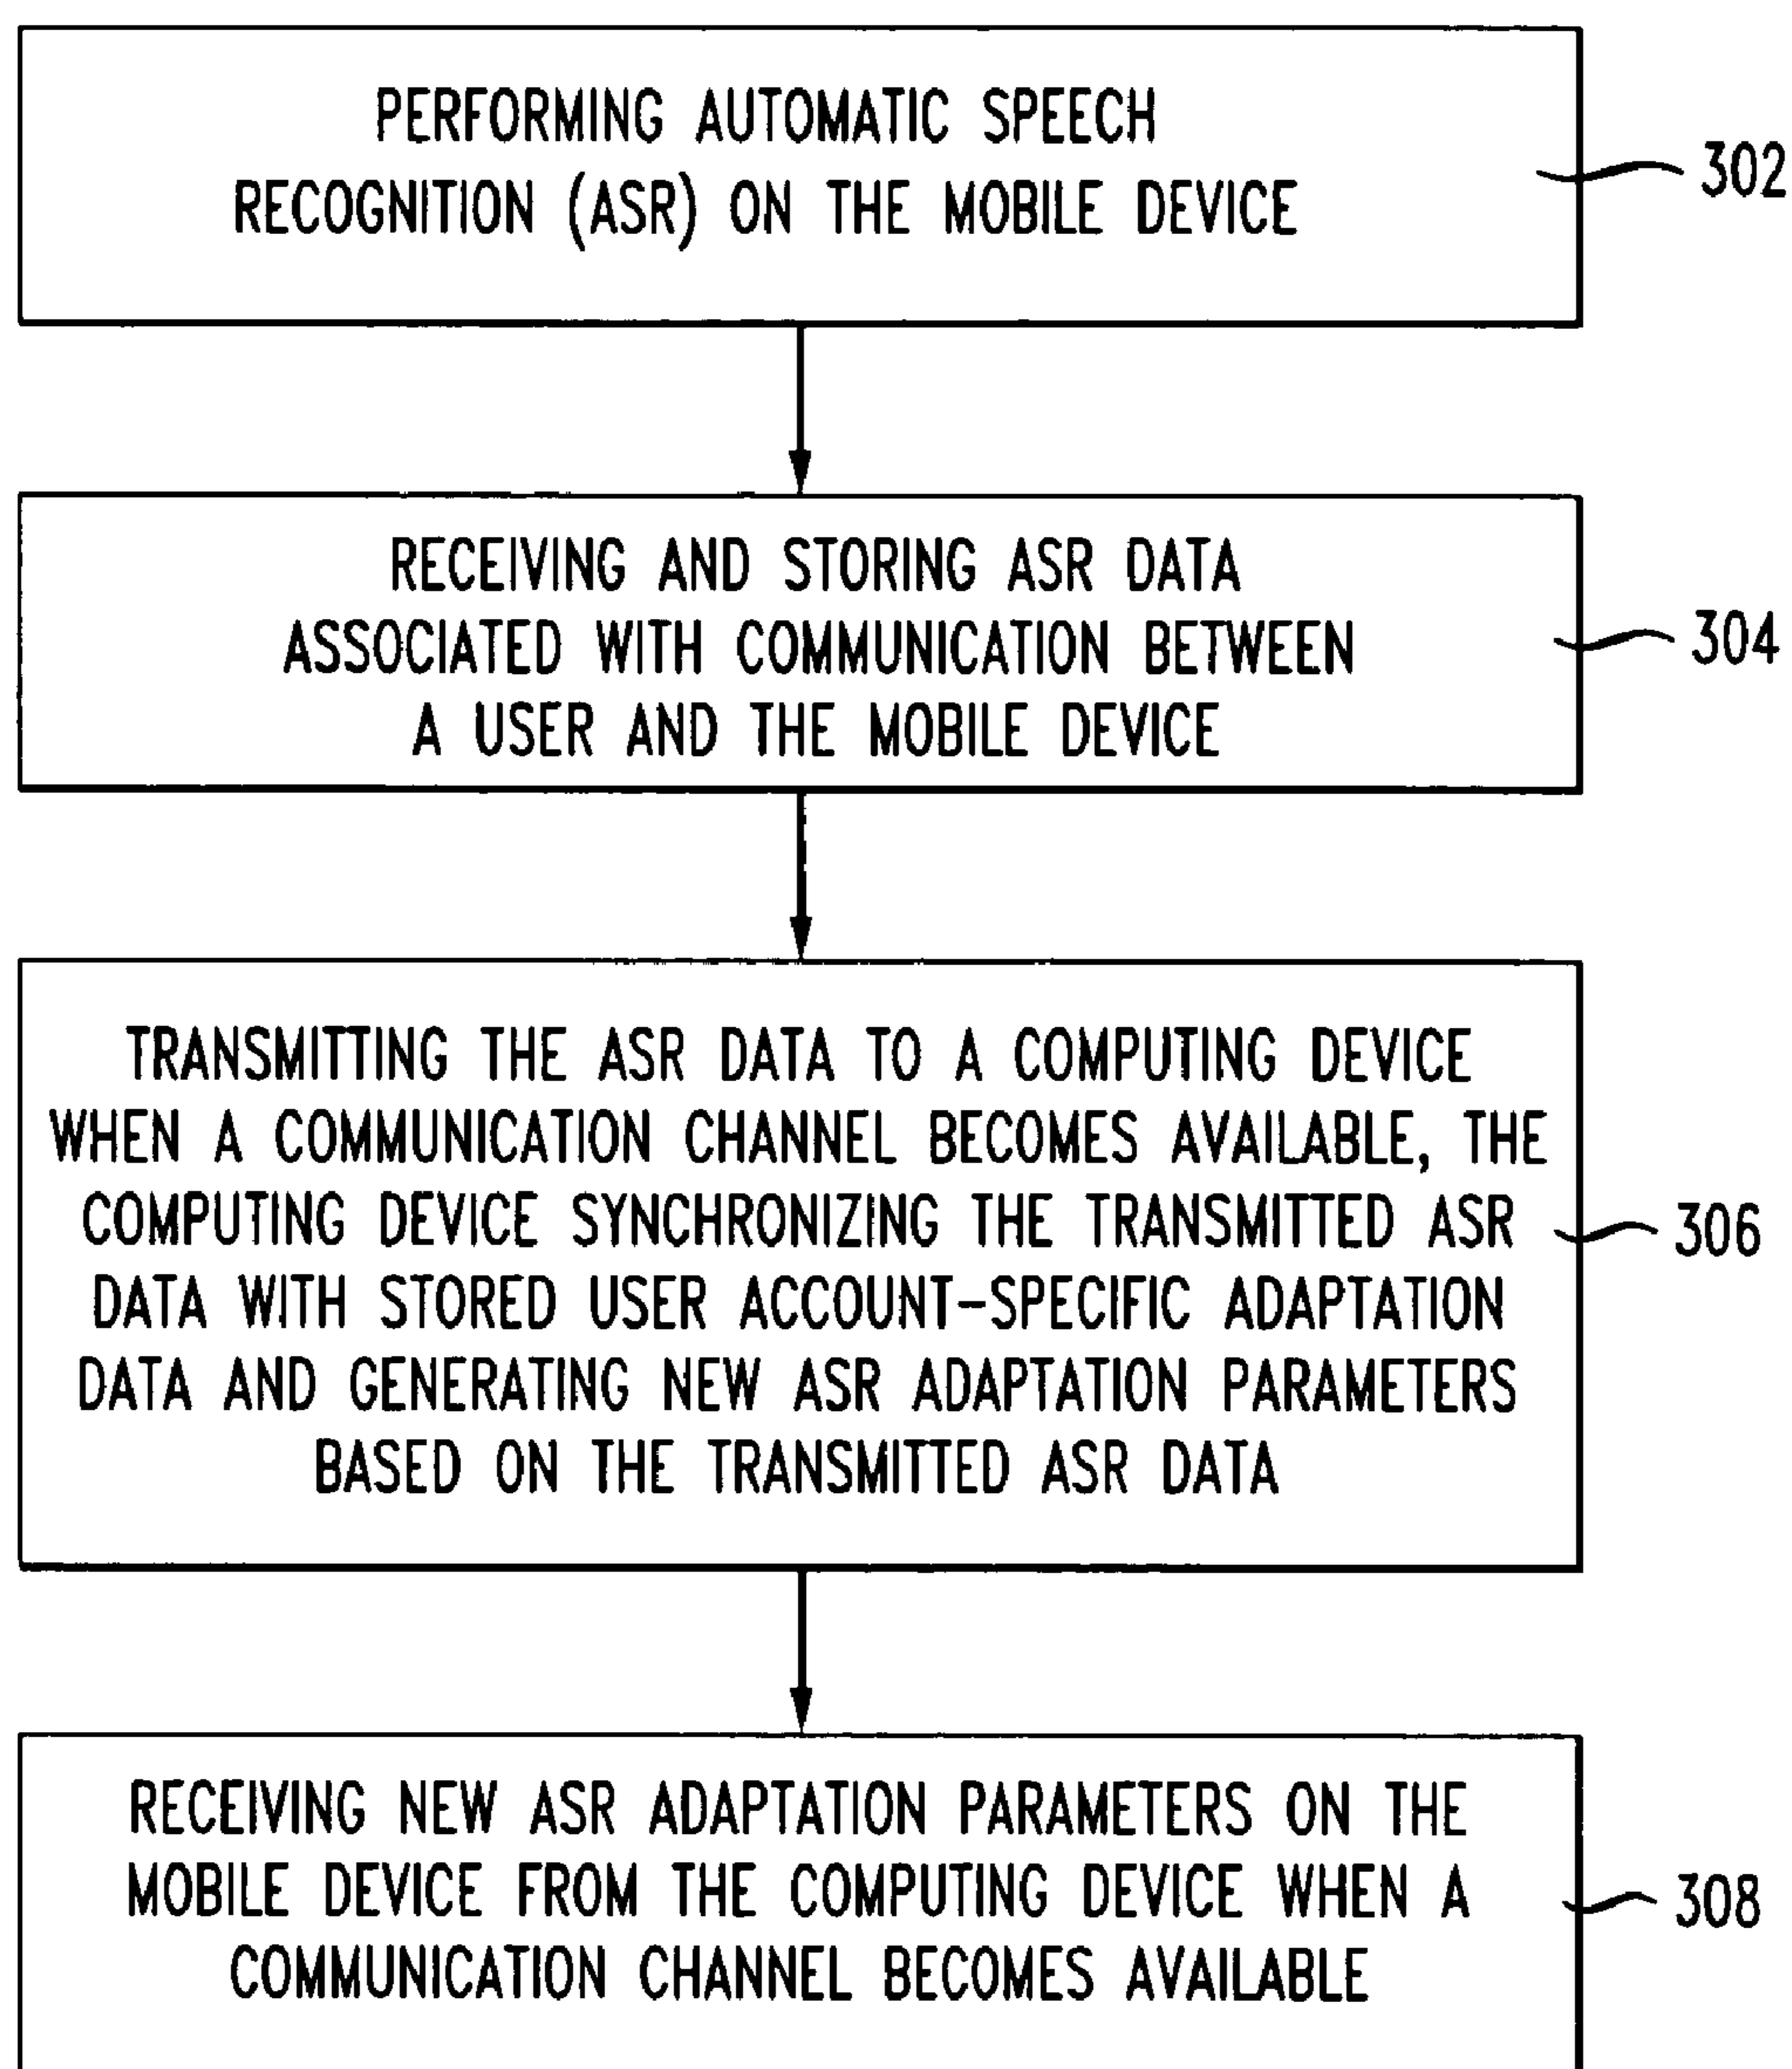 PERFORMING AUTOMATIC SPEECH
RECOGNITION (ASR) ON THE MOBILE DEVICE
302
RECEIVING AND STORING ASR DATA
ASSOCIATED WITH COMMUNICATION BETWEEN
A USER AND THE MOBILE DEVICE
304
TRANSMITTING THE ASR DATA TO A COMPUTING DEVICE
WHEN A COMMUNICATION CHANNEL BECOMES AVAILABLE, THE
COMPUTING DEVICE SYNCHRONIZING THE TRANSMITTED ASR
DATA WITH STORED USER ACCOUNT-SPECIFIC ADAPTATION
DATA AND GENERATING NEW ASR ADAPTATION PARAMETERS
BASED ON THE TRANSMITTED ASR DATA
306
RECEIVING NEW ASR ADAPTATION PARAMETERS ON THE
MOBILE DEVICE FROM THE COMPUTING DEVICE WHEN A
COMMUNICATION CHANNEL BECOMES AVAILABLE
308